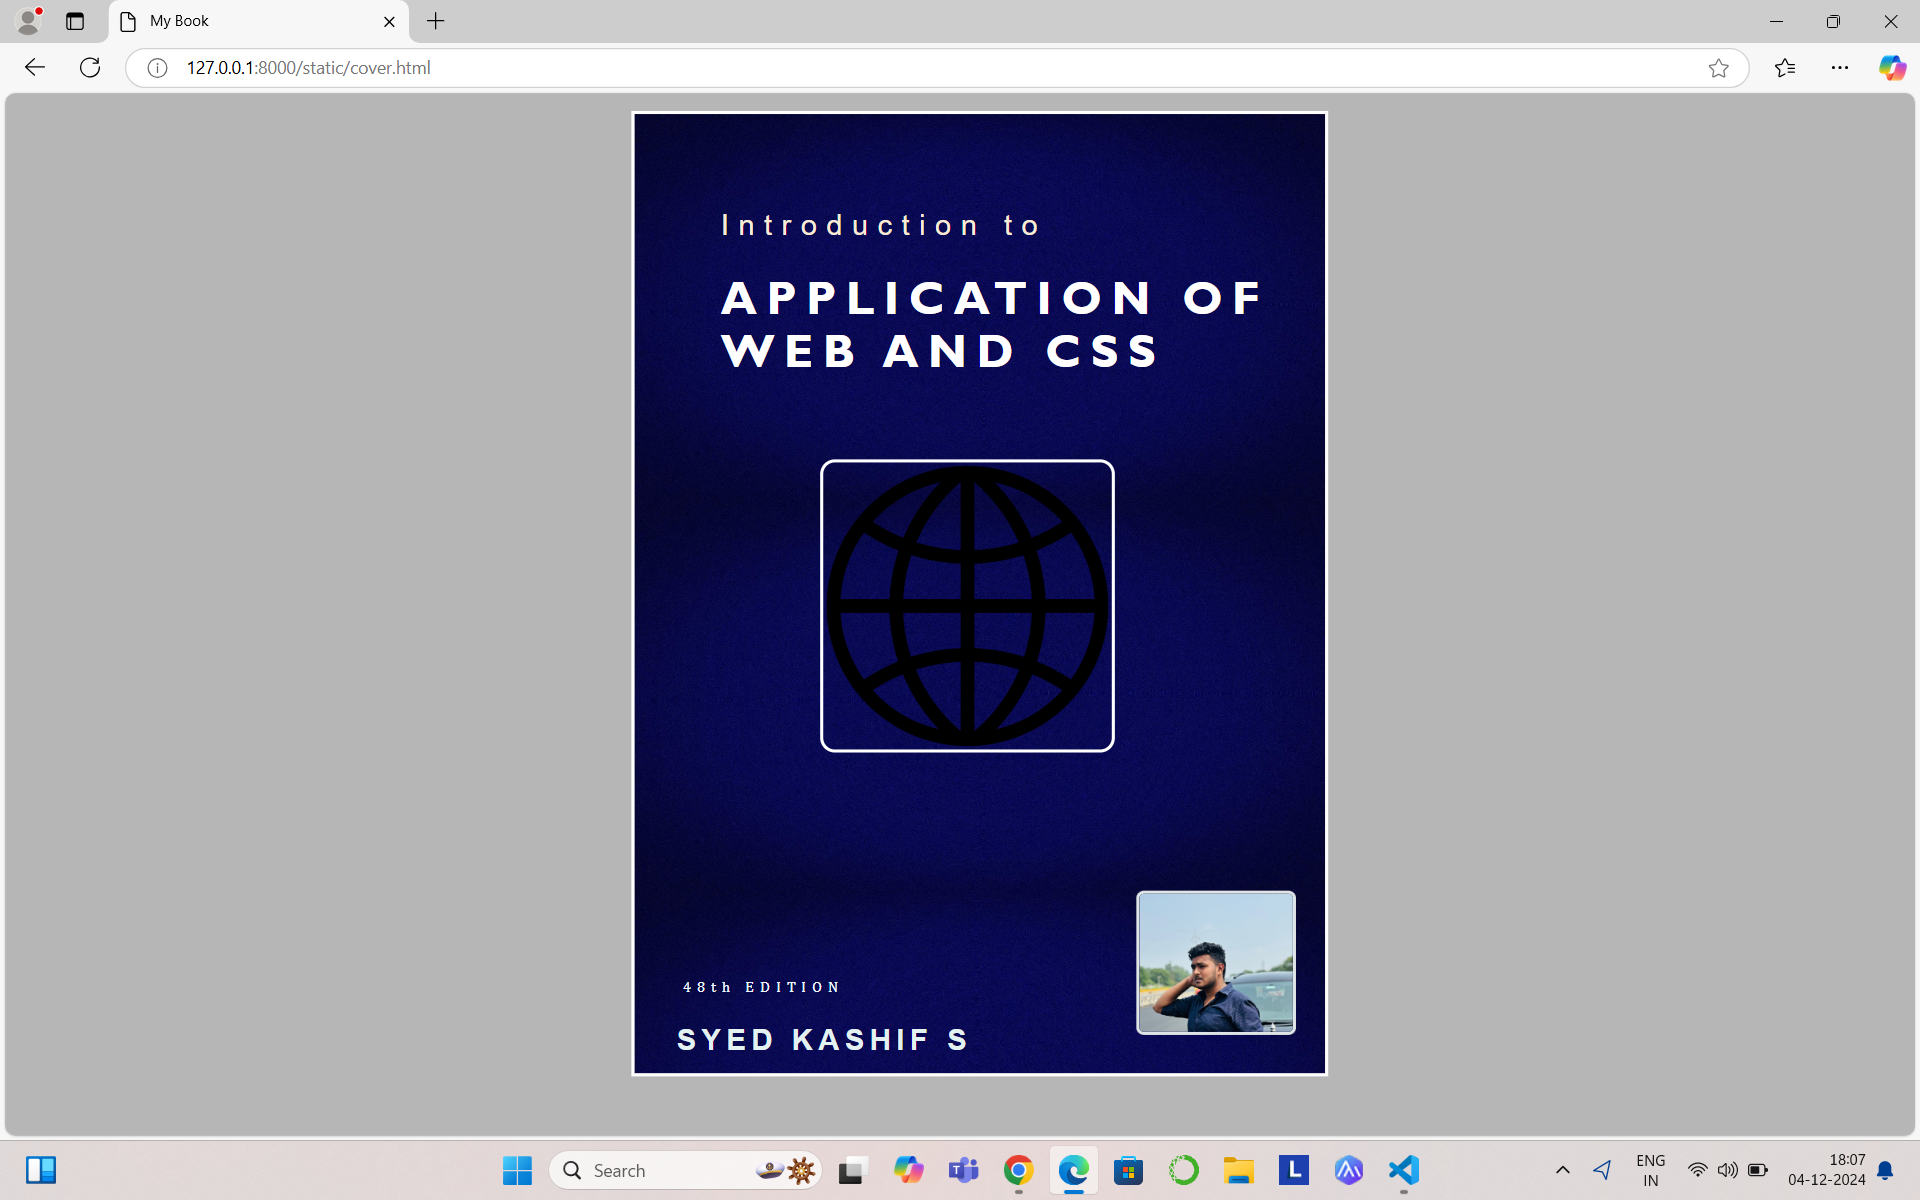 My Book
127.0.0.1:8000/static/cover.html
Introduction to
APPLICATION OF
WEB AND CSS
48th EDITION
SYED KASHIF S
Search
T
L
ENG
IN
18:07
04-12-2024